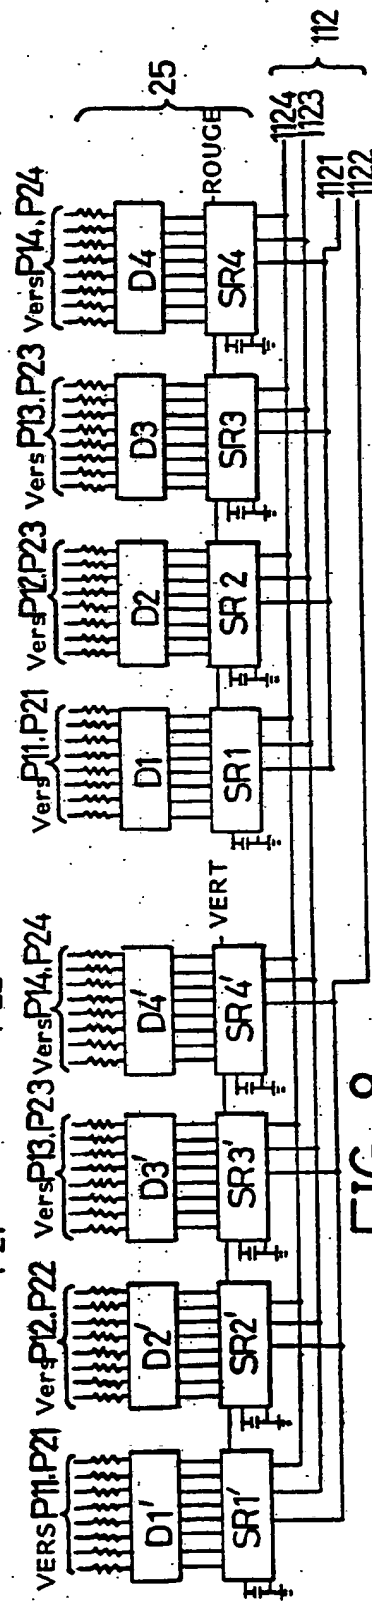 VERS P11.P21
Vers P12.P22
Vers P13.P23
Vers P14.P24
Vers P11.P21
Vers P12.P23
Vers P13.P23
Vers P14.P24
D1'
D2'
D3'
D4'
D1
D2
D3
D4
25
SR1'
SR2'
SR3'
SR4'
VERT
SR1
SR2
SR3
SR4
ROUGE
1124
1123
1121
1122
112